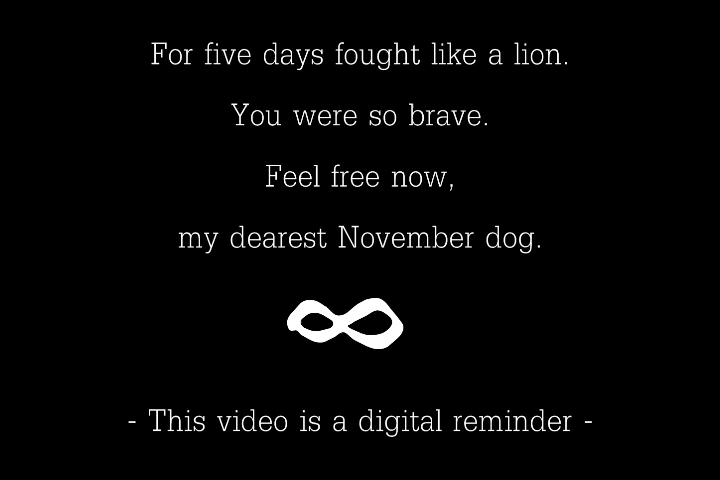 For five days fought like a lion.
You were so brave.
Feel free now,
my dearest November dog.
- This video is a digital reminder -